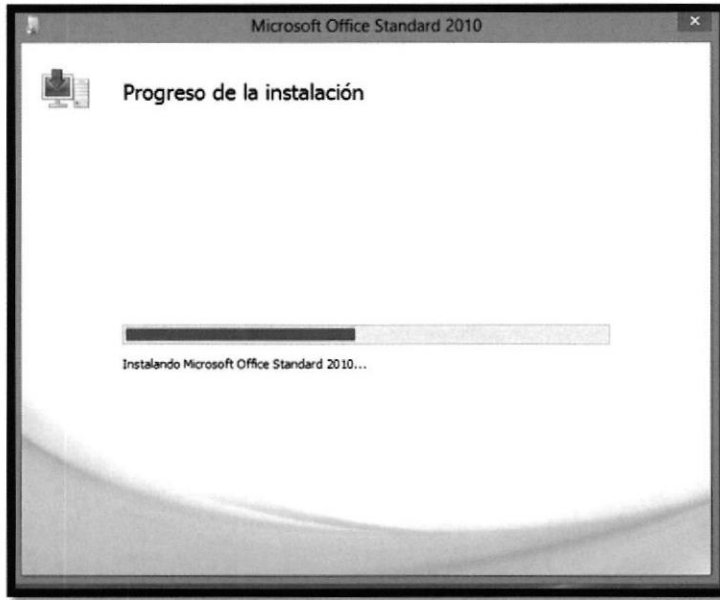 Microsoft Office Standard 2010
Progreso de la instalación
Instalando Microsoft Office Standard 2010...